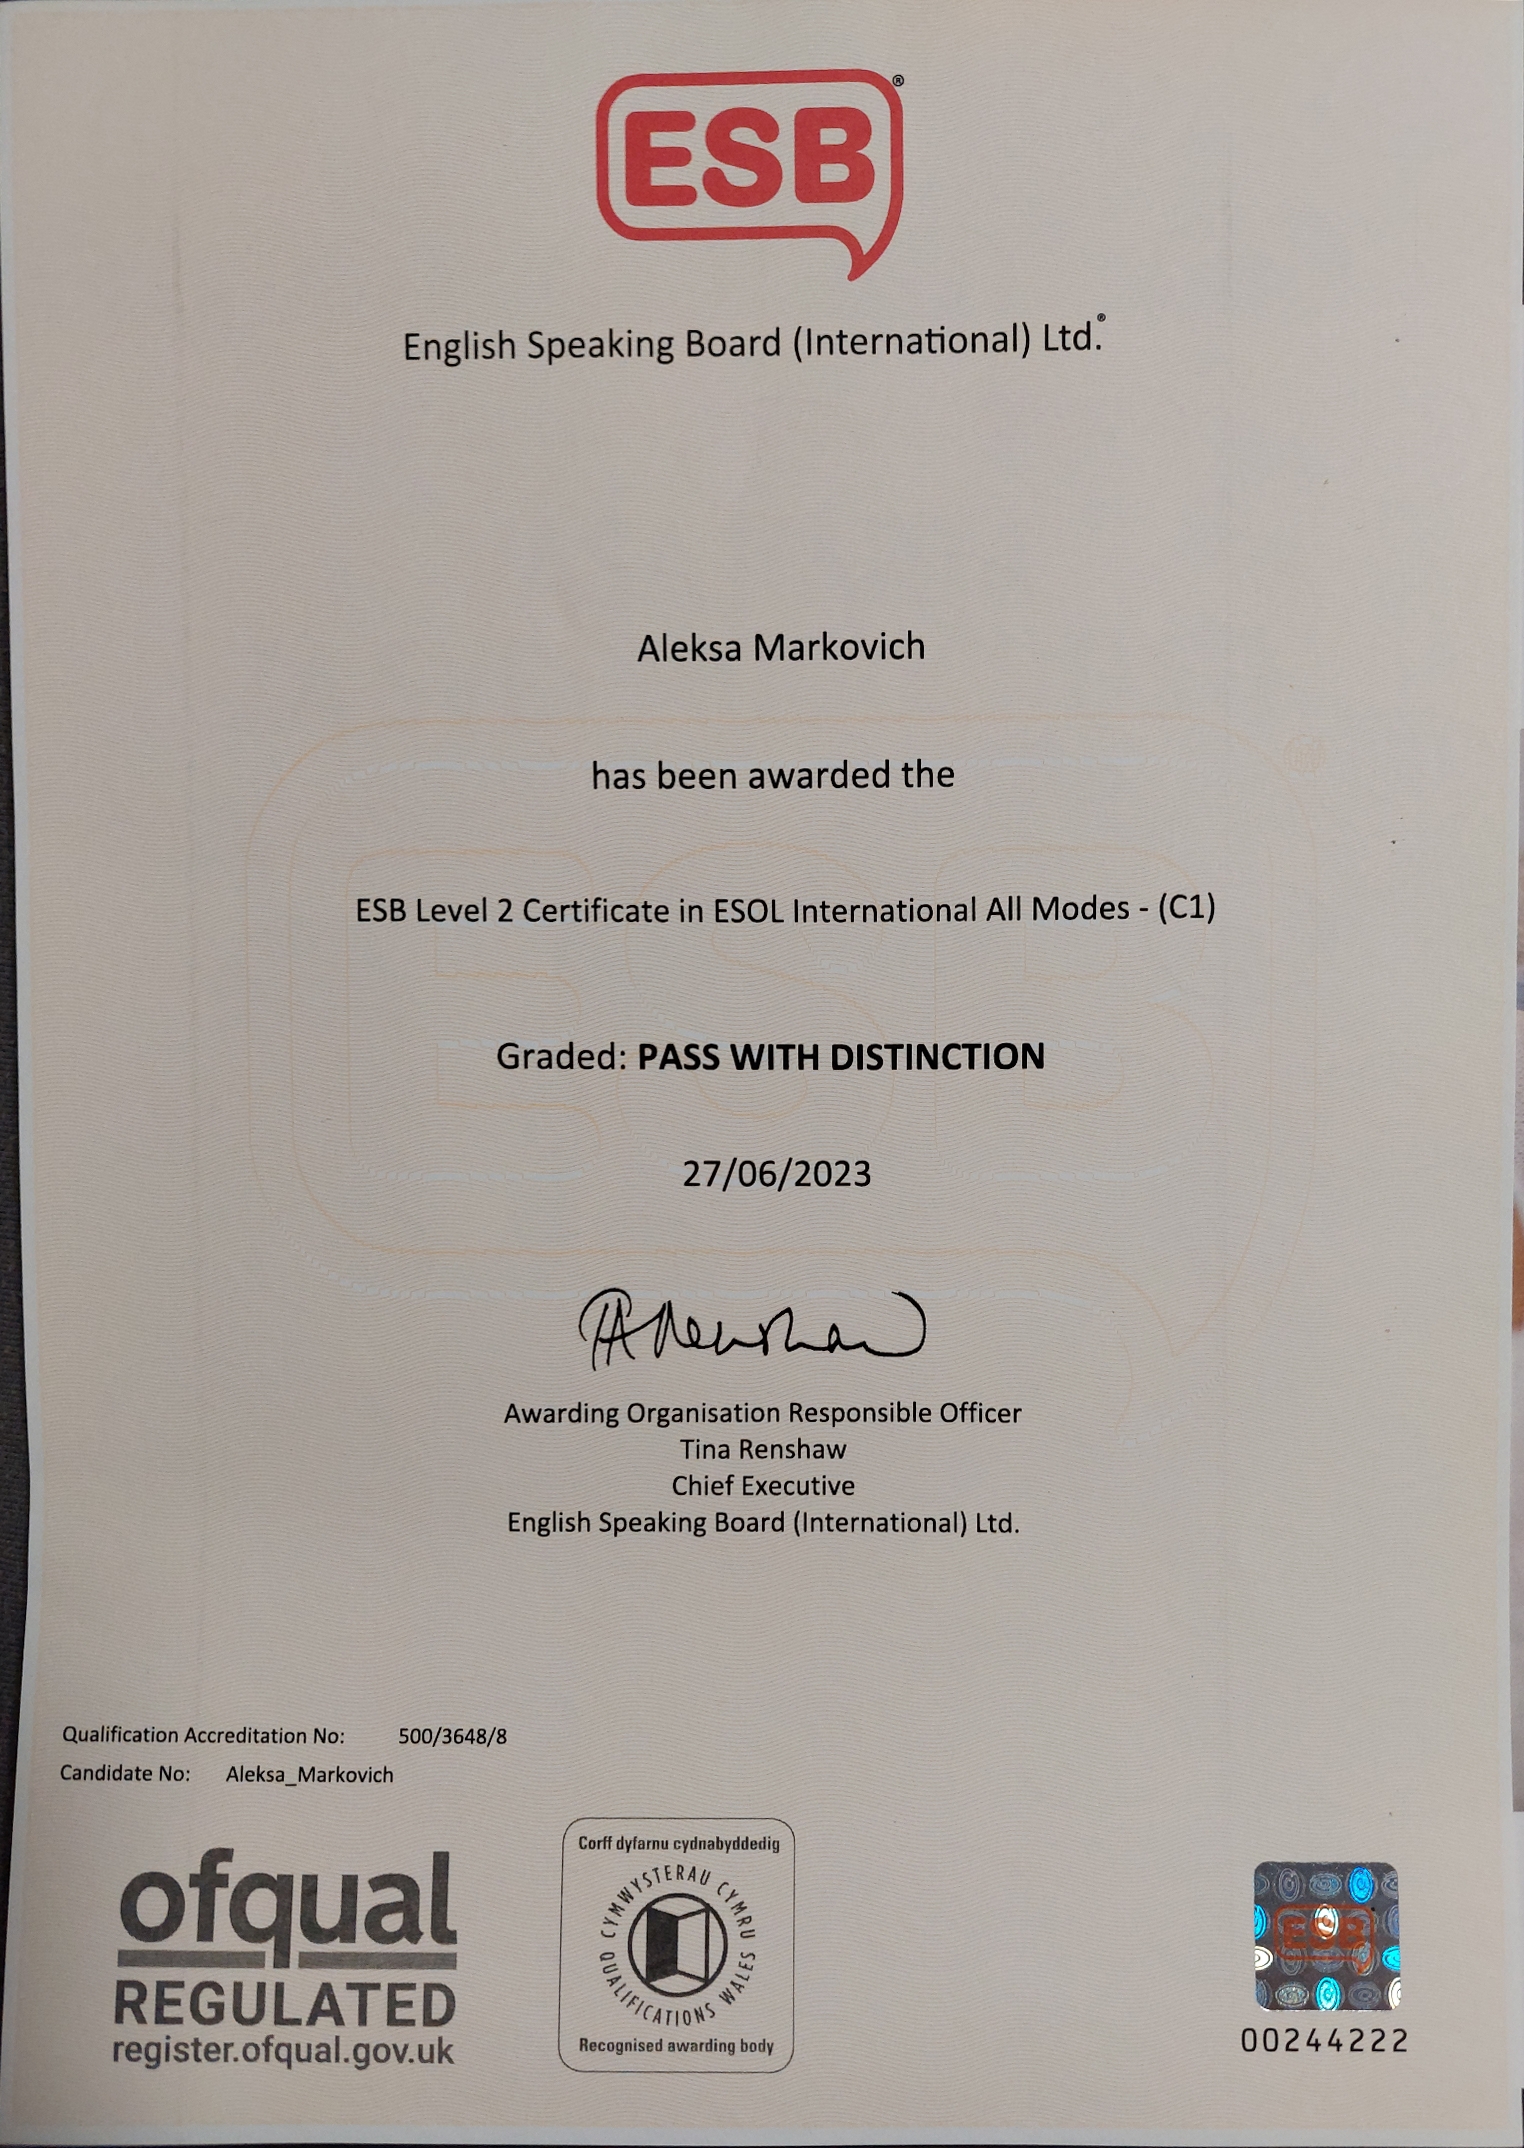 ESB®
English Speaking Board (International) Ltd.®
Aleksa Markovich
has been awarded the
ESB Level 2 Certificate in ESOL International All Modes - (C1)
Graded: PASS WITH DISTINCTION
27/06/2023
Awarding Organisation Responsible Officer
Tina Renshaw
Chief Executive
English Speaking Board (International) Ltd.
Qualification Accreditation No: 500/3648/8
Candidate No: Aleksa_Markovich
ofqual
REGULATED
register.ofqual.gov.uk
Corff dyfarnu cydnabyddedig
CYMWYSTERAU CYMRU
QUALIFICATIONS WALES
Recognised awarding body
ESB
00244222